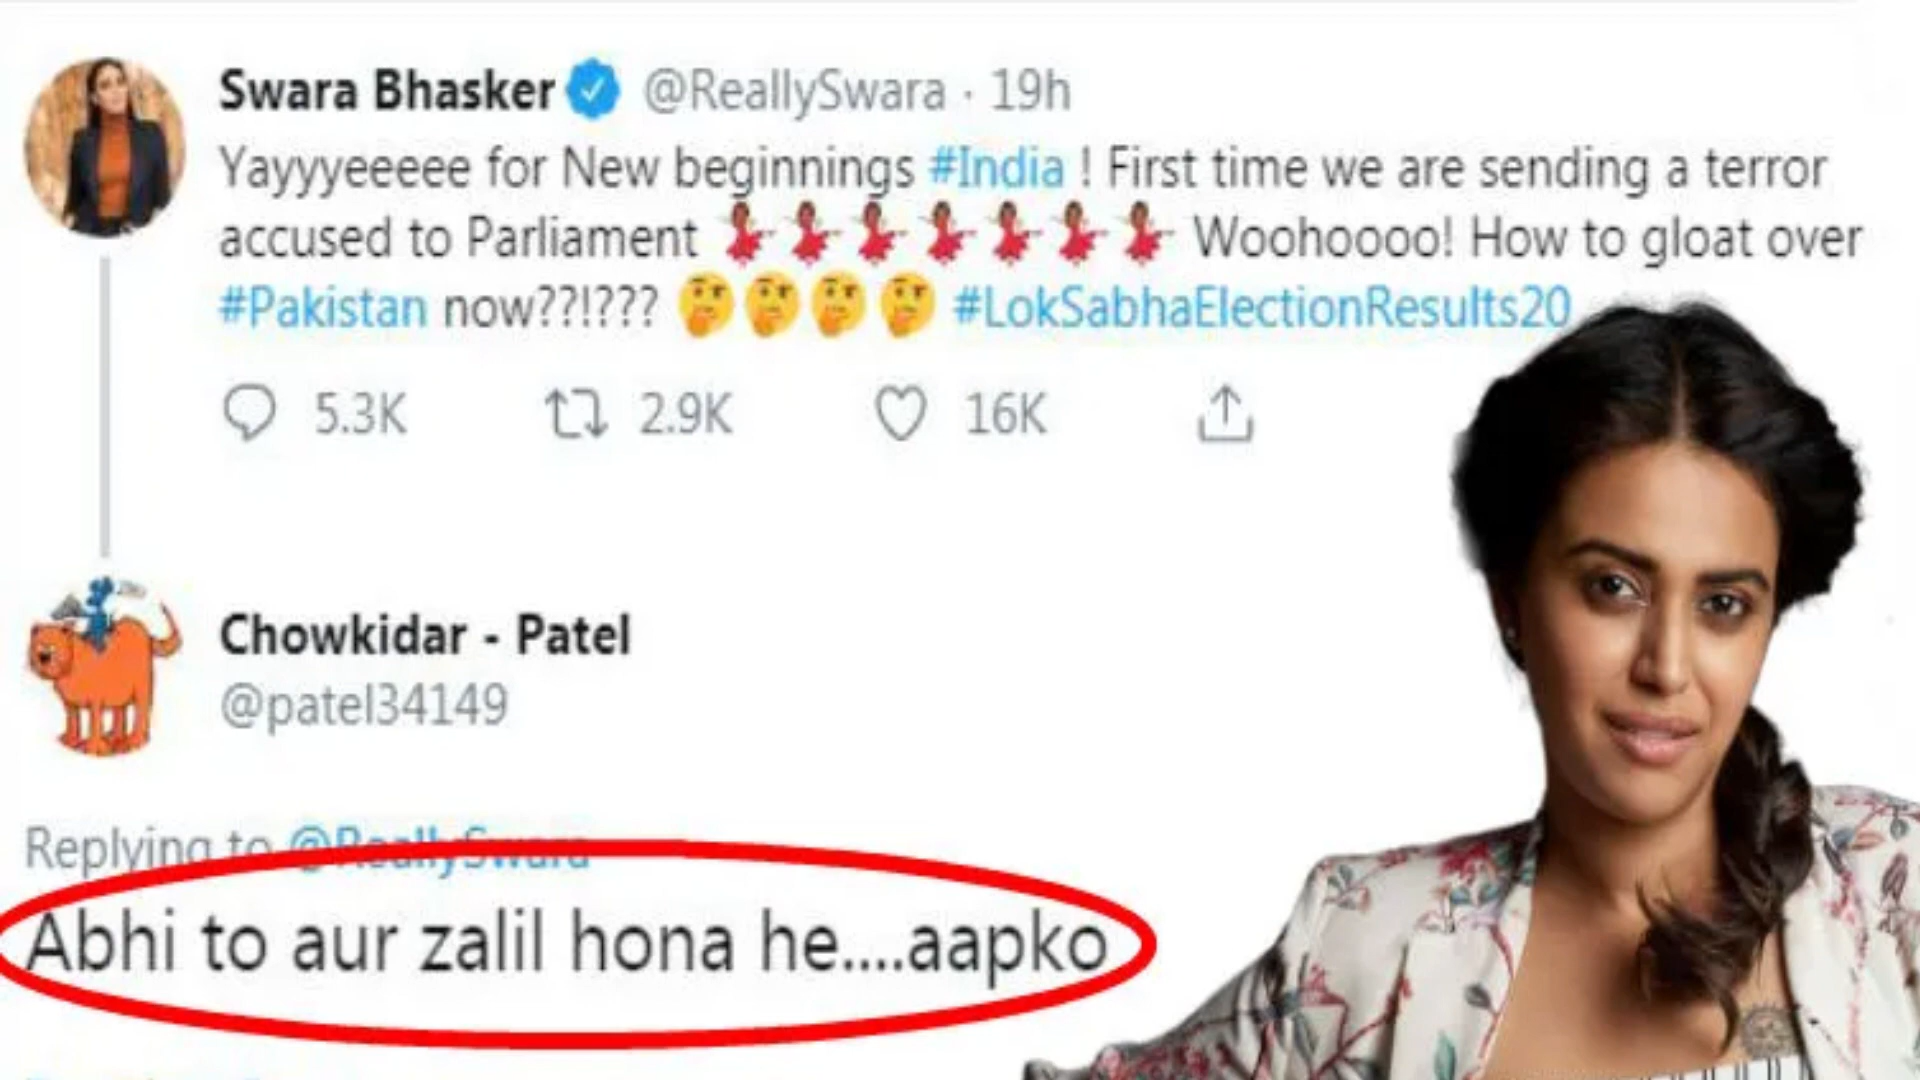 Swara Bhasker @ReallySwara · 19h
Yayyyeeeee for New beginnings #India ! First time we are sending a terror
accused to Parliament 💃💃💃💃💃💃💃 Woohoooo! How to gloat over
#Pakistan now??!??? 🤔🤔🤔🤔 #LokSabhaElectionResults20
5.3K 2.9K 16K
Chowkidar - Patel
@patel34149
Replying to @ReallySwara
Abhi to aur zalil hona he....aapko